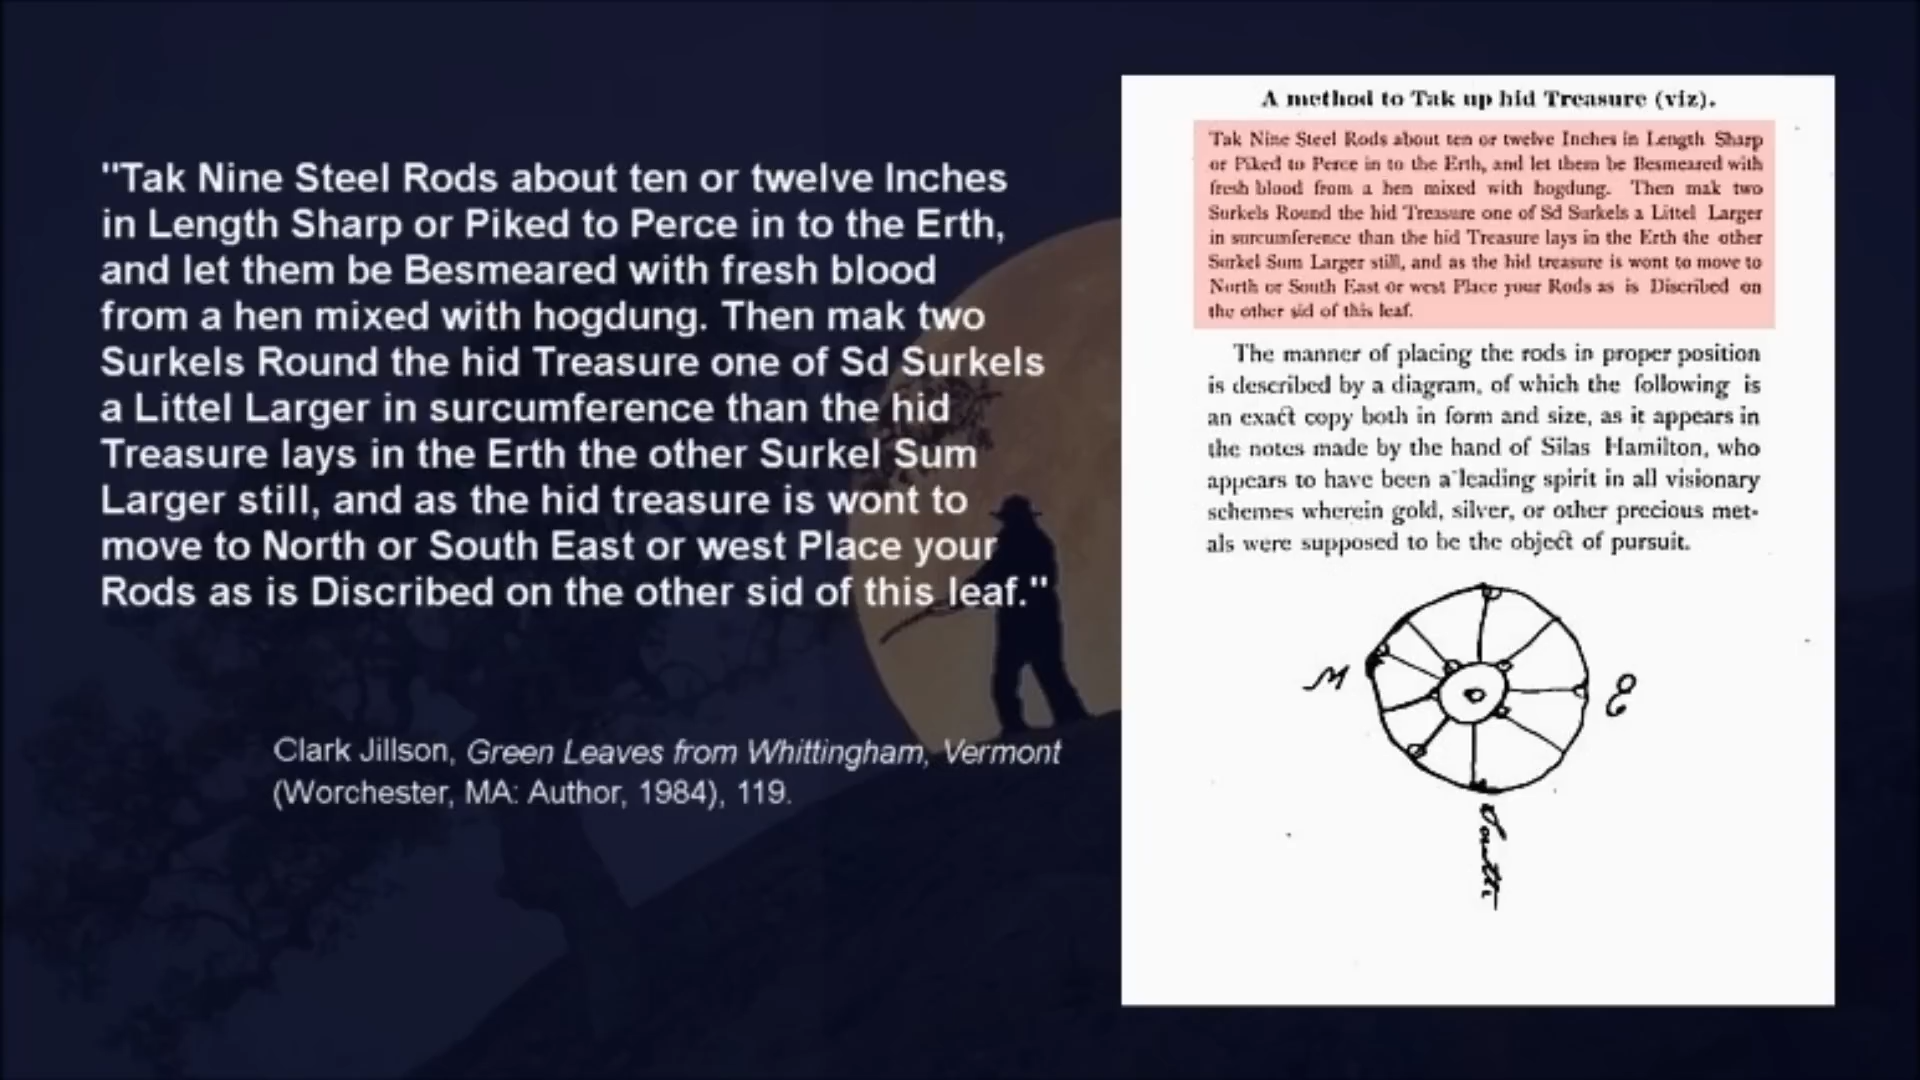 "Tak Nine Steel Rods about ten or twelve Inches
in Length Sharp or Piked to Perce in to the Erth,
and let them be Besmeared with fresh blood
from a hen mixed with hogdung. Then mak two
Surkels Round the hid Treasure one of Sd Surkels
a Littel Larger in surcumference than the hid
Treasure lays in the Erth the other Surkel Sum
Larger still, and as the hid treasure is wont to
move to North or South East or west Place your
Rods as is Discribed on the other sid of this leaf."
Clark Jillson, Green Leaves from Whittingham, Vermont
(Worchester, MA: Author, 1984), 119.
A method to Tak up hid Treasure (viz).
Tak Nine Steel Rods about ten or twelve Inches in Length Sharp
or Piked to Perce in to the Erth, and let them be Besmeared with
fresh blood from a hen mixed with hogdung. Then mak two
Surkels Round the hid Treasure one of Sd Surkels a Littel Larger
in surcumference than the hid Treasure lays in the Erth the other
Surkel Sum Larger still, and as the hid treasure is wont to move to
North or South East or west Place your Rods as is Discribed on
the other sid of this leaf.
The manner of placing the rods in proper position
is described by a diagram, of which the following is
an exact copy both in form and size, as it appears in
the notes made by the hand of Silas Hamilton, who
appears to have been a leading spirit in all visionary
schemes wherein gold, silver, or other precious met-
als were supposed to be the object of pursuit.
E
South